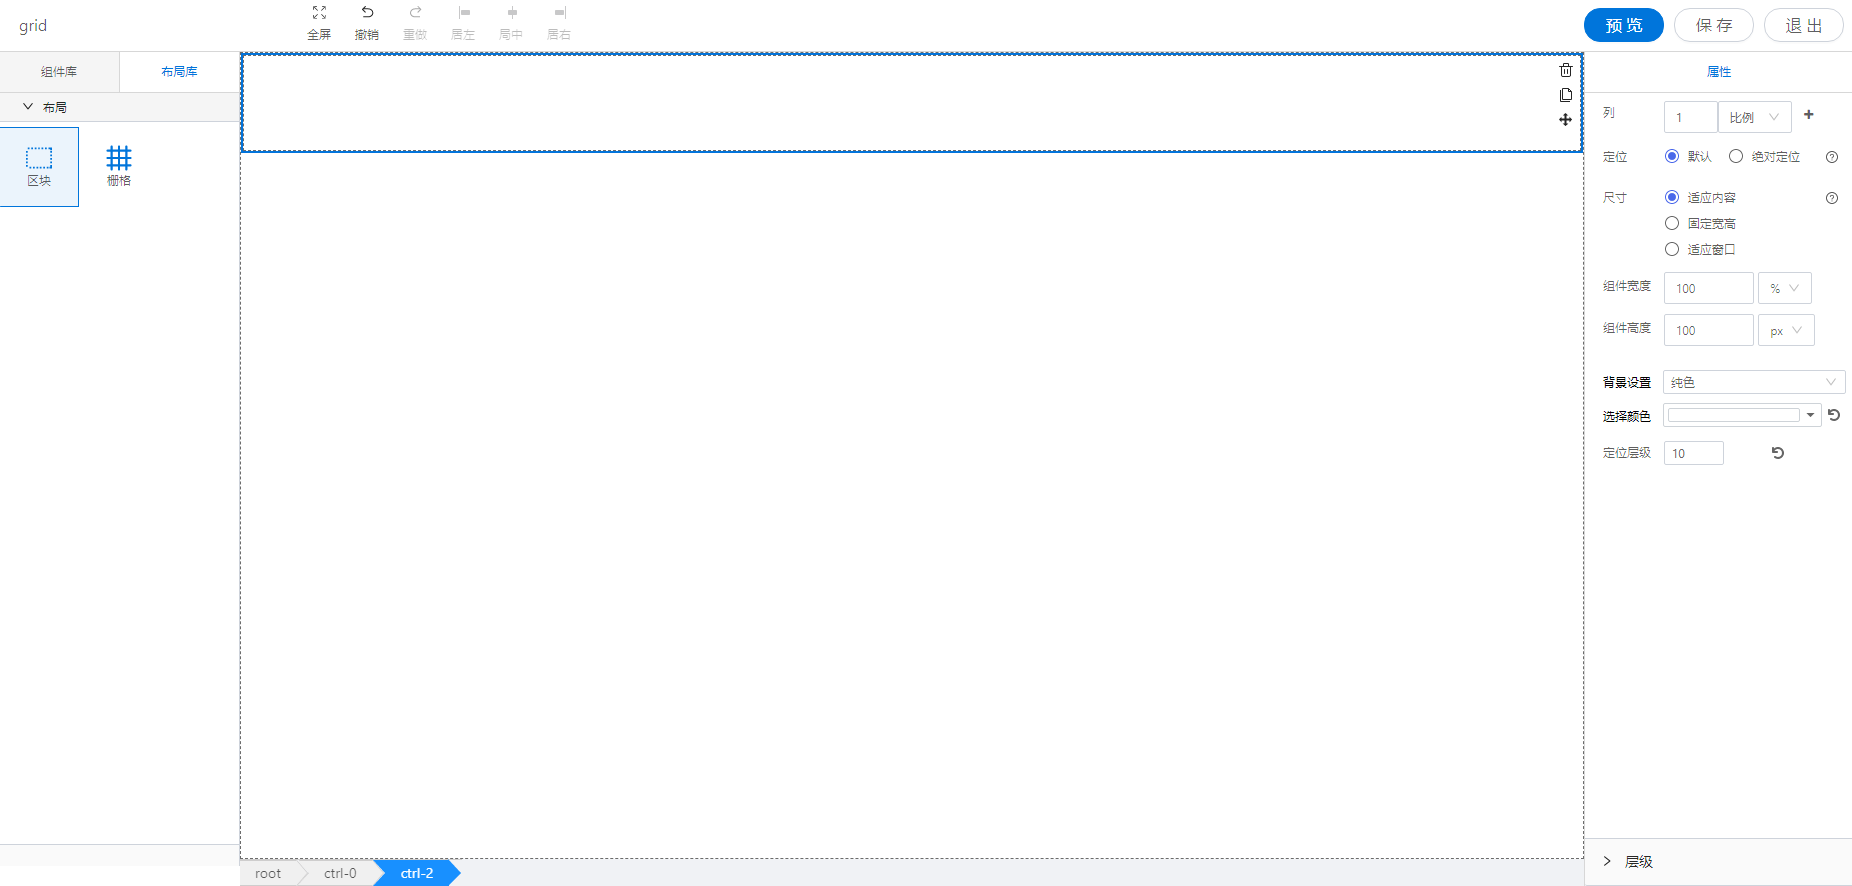 grid
全屏 撤销 重做 居左 局中 居右
预 览 保 存 退 出
组件库 布局库
布局
区块 栅格
属性
列 1 比例
定位 默认 绝对定位
尺寸 适应内容
固定宽高
适应窗口
组件宽度 100 %
组件高度 100 px
背景设置 纯色
选择颜色
定位层级 10
root ctrl-0 ctrl-2
层级